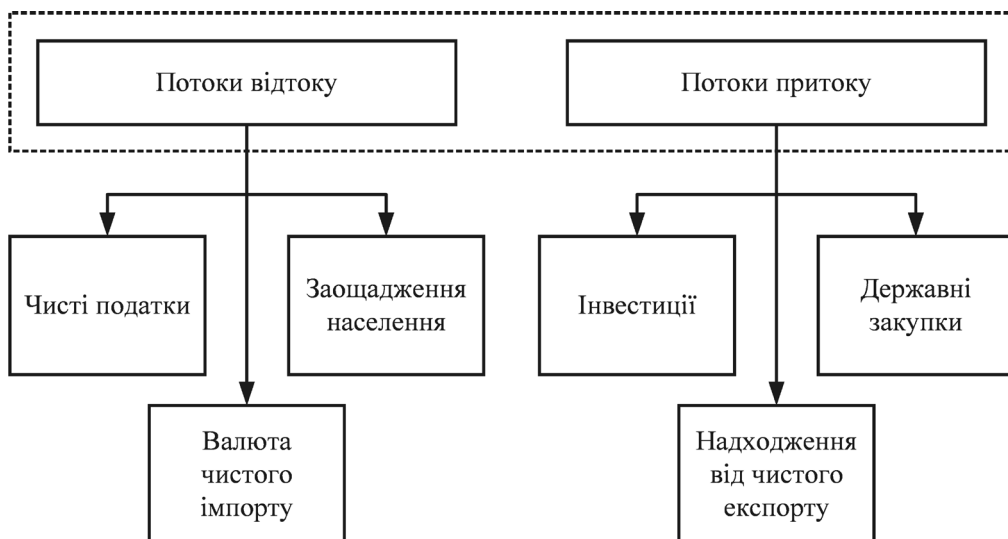 Потоки відтоку
Потоки притоку
Чисті податки
Заощадження
населення
Інвестиції
Державні
закупки
Валюта
чистого
імпорту
Надходження
від чистого
експорту